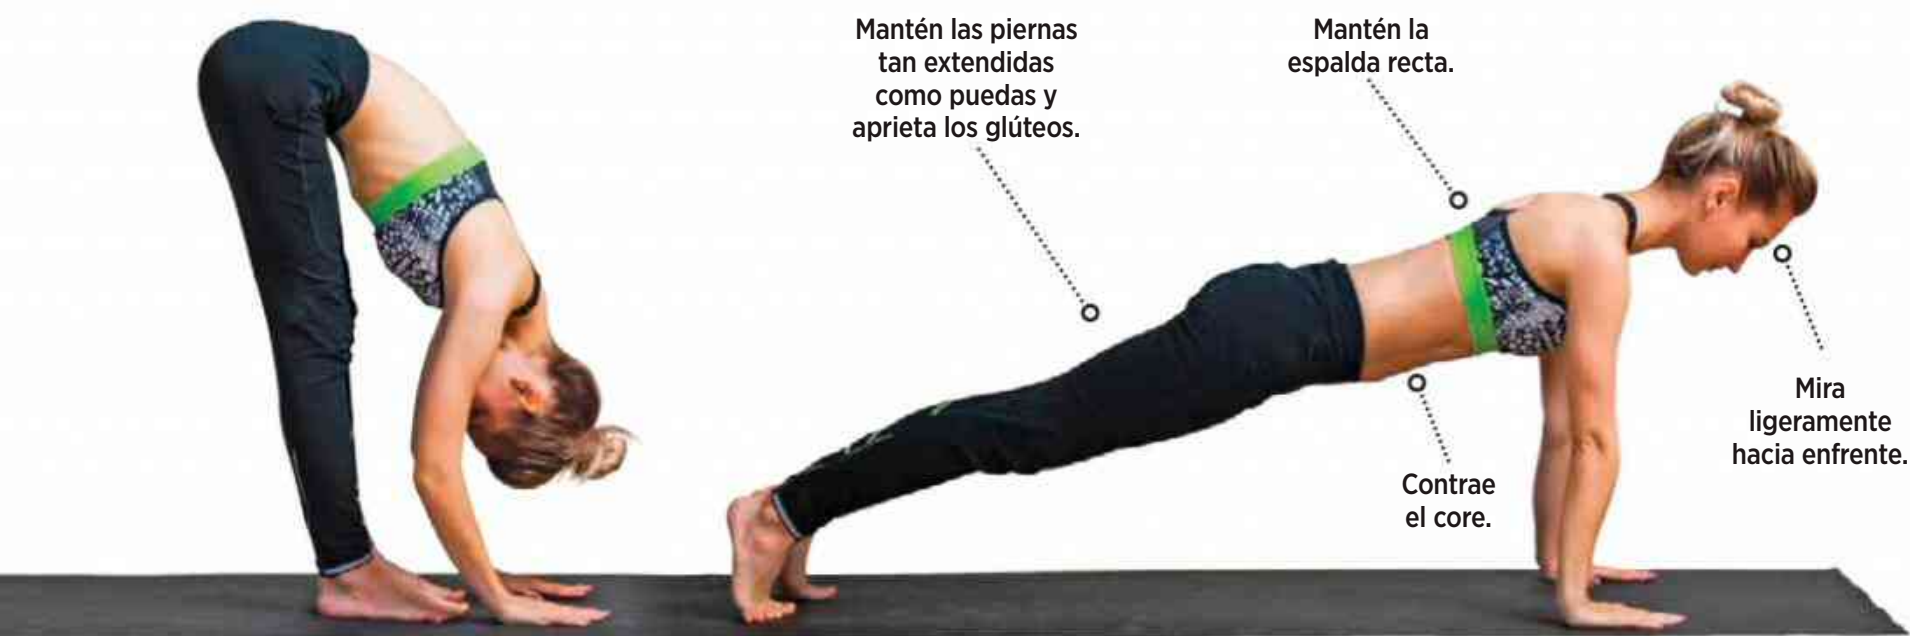 Mantén las piernas
tan extendidas
como puedas y
aprieta los glúteos.
Mantén la
espalda recta.
Mira
ligeramente
hacia enfrente.
Contrae
el core.